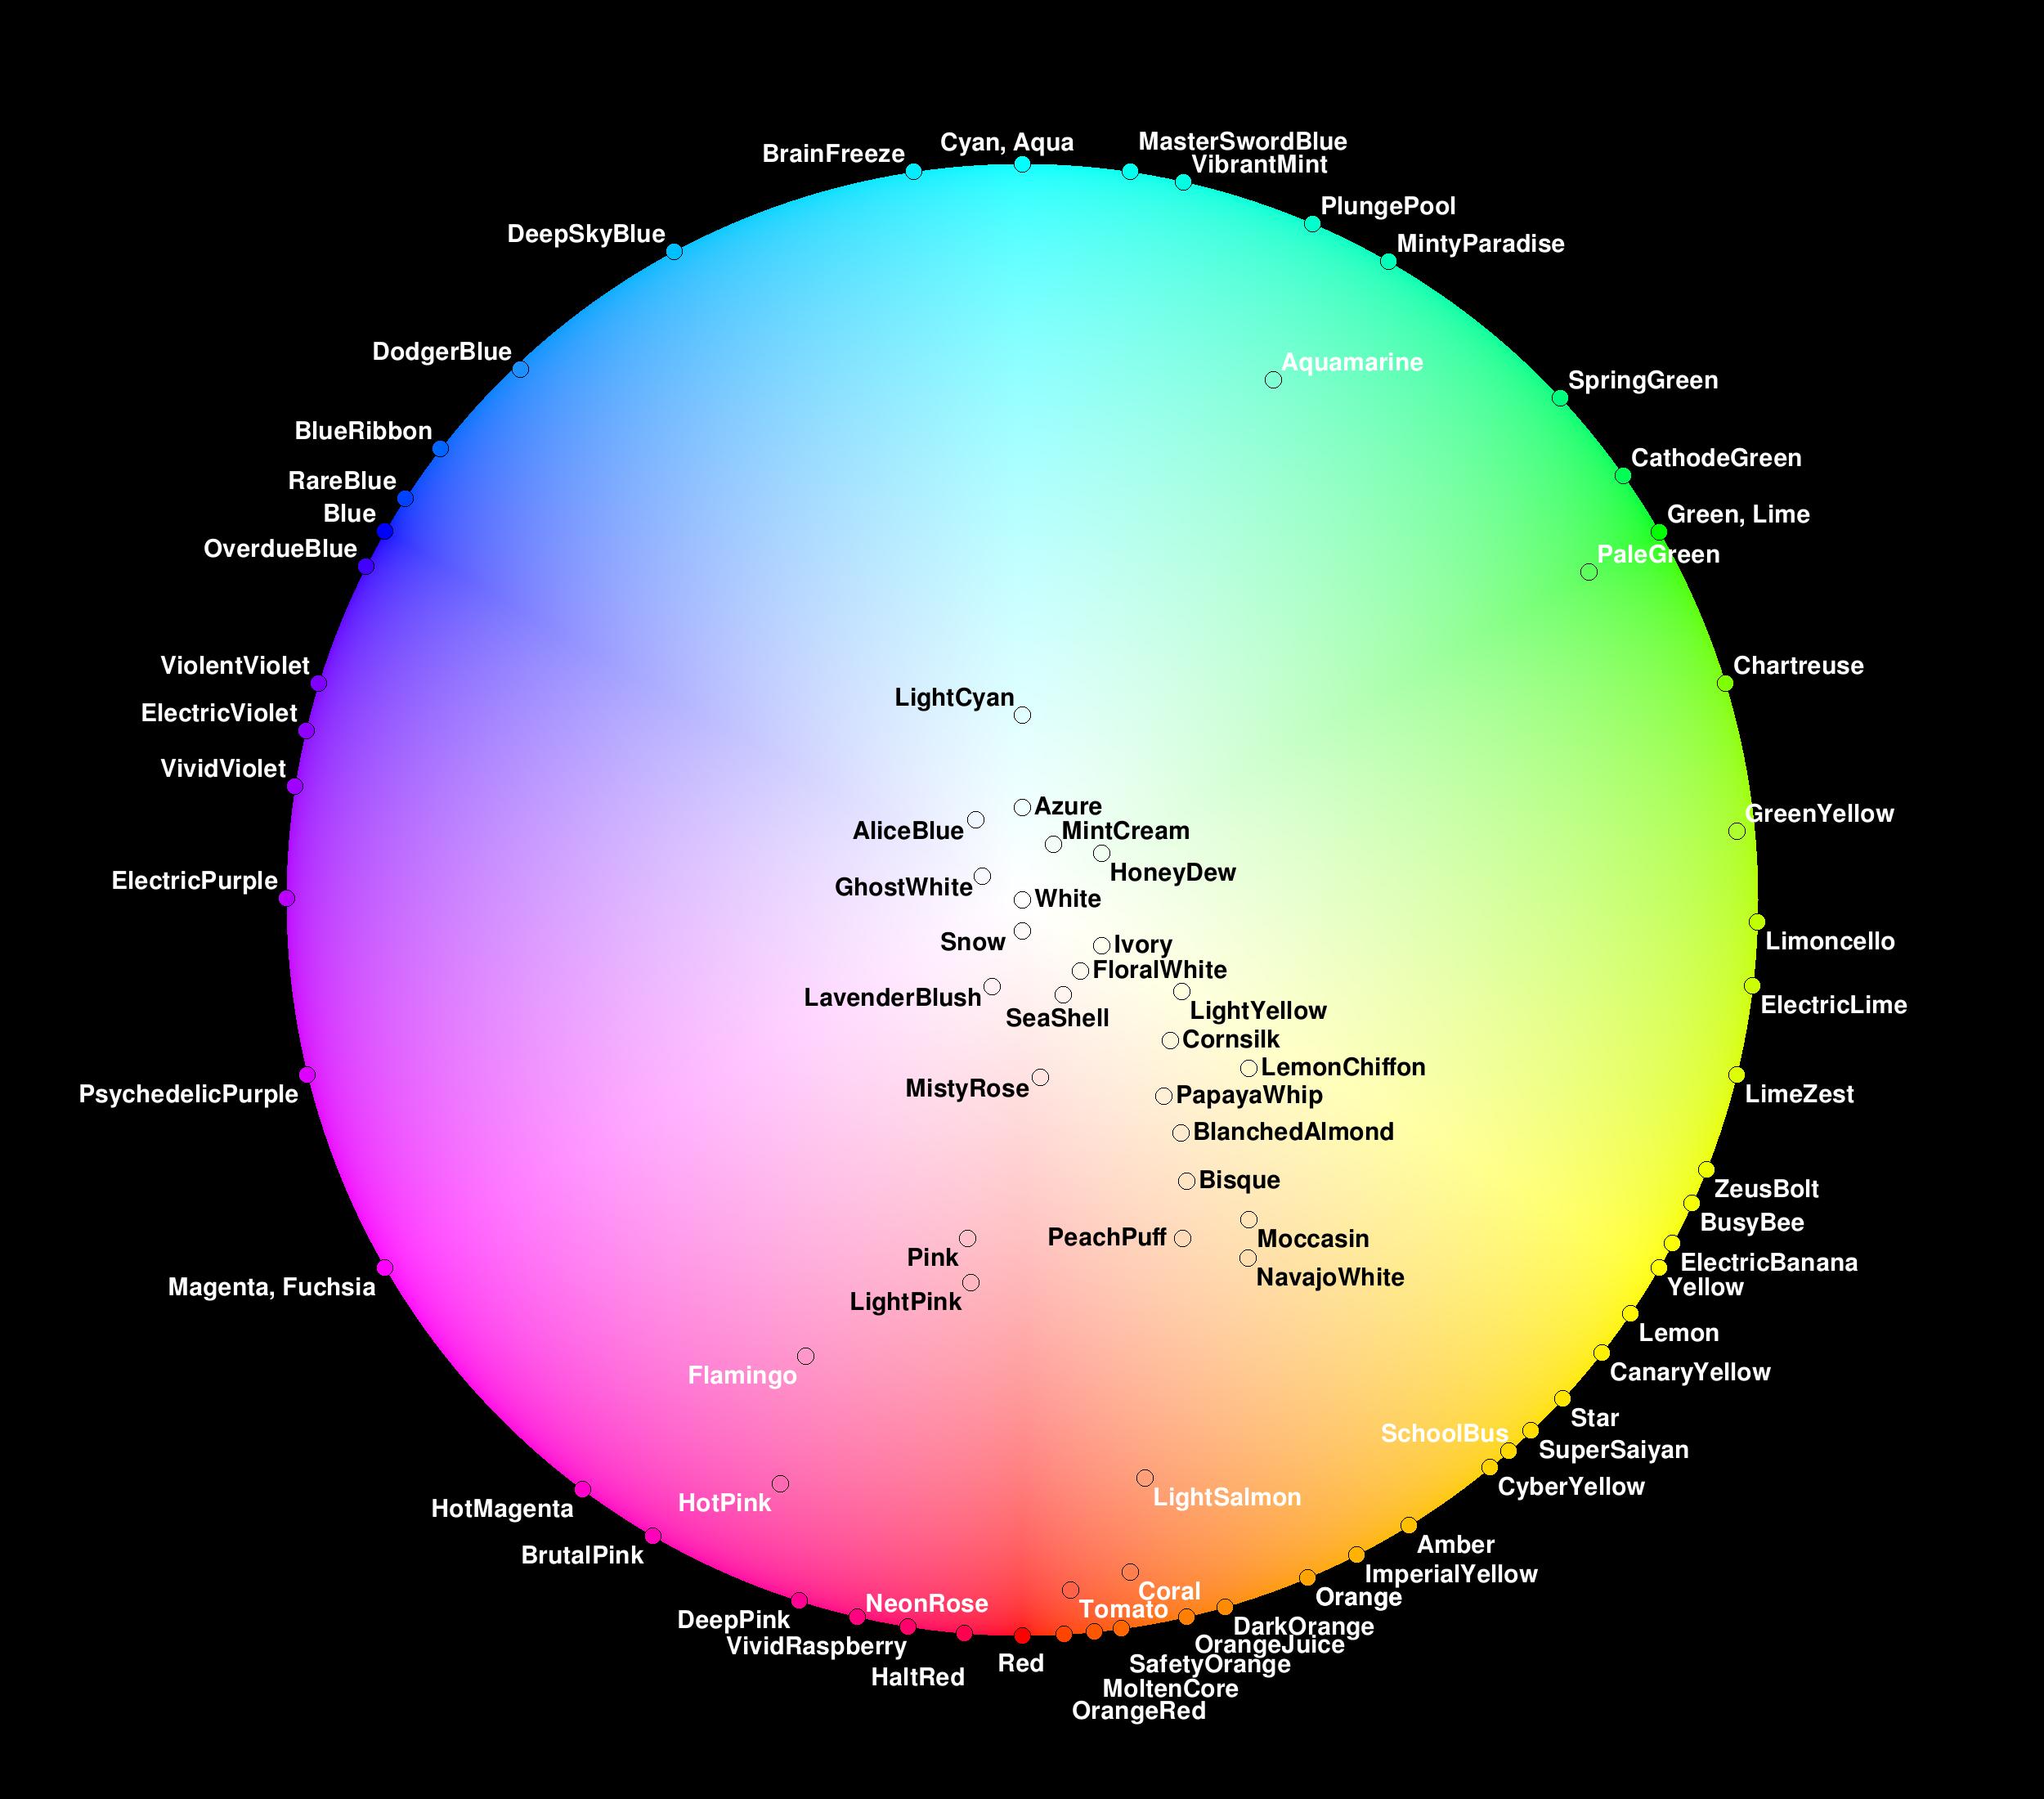 Cyan, Aqua
MasterSwordBlue
BrainFreeze
VibrantMint
PlungePool
DeepSkyBlue
MintyParadise
DodgerBlue
Aquamarine
SpringGreen
BlueRibbon
CathodeGreen
RareBlue
Blue
Green, Lime
OverdueBlue
PaleGreen
ViolentViolet
Chartreuse
LightCyan
ElectricViolet
VividViolet
Azure
GreenYellow
AliceBlue
MintCream
HoneyDew
ElectricPurple
GhostWhite
White
Snow
Ivory
Limoncello
FloralWhite
LavenderBlush
SeaShell
LightYellow
ElectricLime
Cornsilk
LemonChiffon
MistyRose
PapayaWhip
PsychedelicPurple
LimeZest
BlanchedAlmond
Bisque
ZeusBolt
BusyBee
PeachPuff
Moccasin
Pink
ElectricBanana
NavajoWhite
Magenta, Fuchsia
Yellow
LightPink
Lemon
Flamingo
CanaryYellow
Star
SchoolBus
SuperSaiyan
CyberYellow
HotPink
LightSalmon
HotMagenta
Amber
BrutalPink
ImperialYellow
Coral
Orange
NeonRose
Tomato
DeepPink
DarkOrange
VividRaspberry
OrangeJuice
Red
SafetyOrange
HaltRed
MoltenCore
OrangeRed